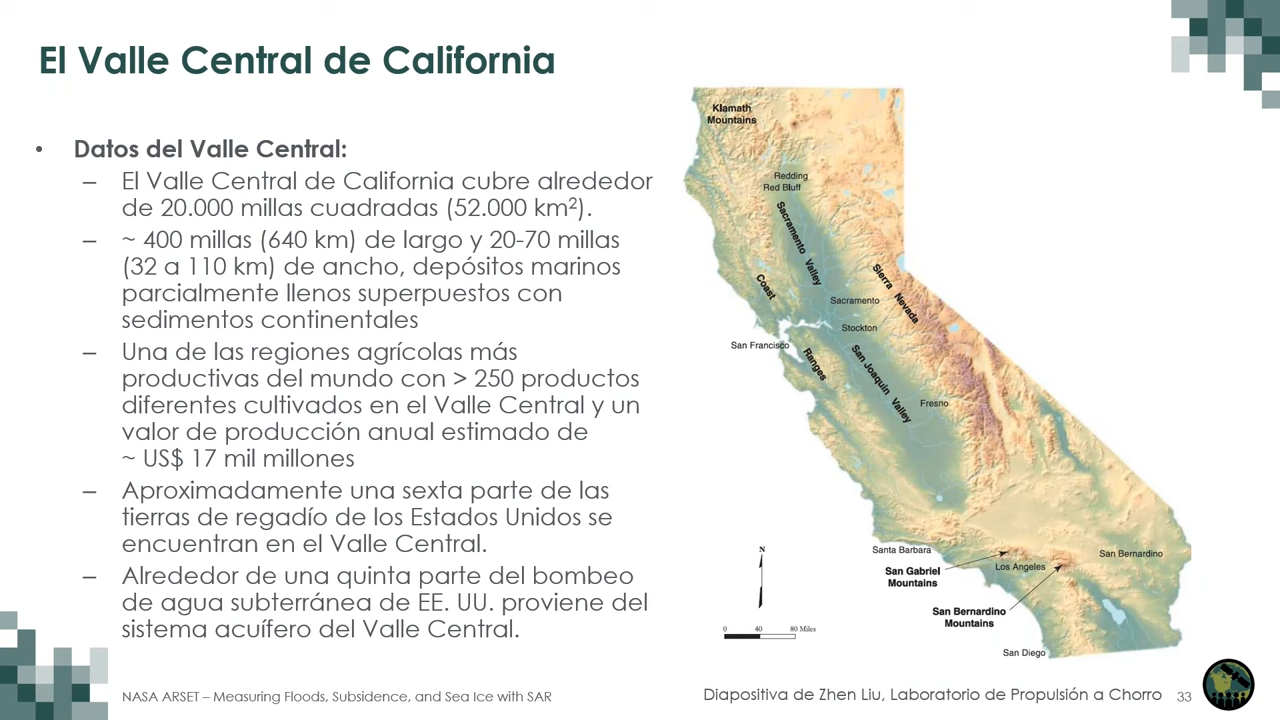 El Valle Central de California
• Datos del Valle Central:
– El Valle Central de California cubre alrededor
de 20.000 millas cuadradas (52.000 km²).
– ~ 400 millas (640 km) de largo y 20-70 millas
(32 a 110 km) de ancho, depósitos marinos
parcialmente llenos superpuestos con
sedimentos continentales
– Una de las regiones agrícolas más
productivas del mundo con > 250 productos
diferentes cultivados en el Valle Central y un
valor de producción anual estimado de
~ US$ 17 mil millones
– Aproximadamente una sexta parte de las
tierras de regadío de los Estados Unidos se
encuentran en el Valle Central.
– Alrededor de una quinta parte del bombeo
de agua subterránea de EE. UU. proviene del
sistema acuífero del Valle Central.
Klamath
Mountains
Redding
Red Bluff
Sacramento Valley
Coast
Sierra Nevada
Sacramento
Stockton
San Francisco
Ranges
San Joaquin Valley
Fresno
Santa Barbara
San Gabriel
Mountains
Los Angeles
San Bernardino
San Bernardino
Mountains
San Diego
N
0 40 80 Miles
NASA ARSET – Measuring Floods, Subsidence, and Sea Ice with SAR
Diapositiva de Zhen Liu, Laboratorio de Propulsión a Chorro
33